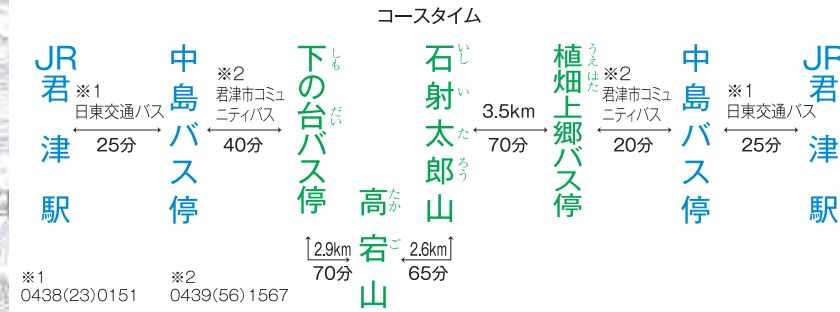 コースタイム
JR君津駅
※1
日東交通バス
25分
中島バス停
※2
君津市コミュ
ニティバス
40分
下の台バス停
しも
だい
2.9km
70分
高宕山
たか
ご
2.6km
65分
石射太郎山
いし
い
た
ろう
3.5km
70分
植畑上郷バス停
うえ
はた
※2
君津市コミュ
ニティバス
20分
中島バス停
※1
日東交通バス
25分
JR君津駅
※1
0438(23)0151
※2
0439(56)1567